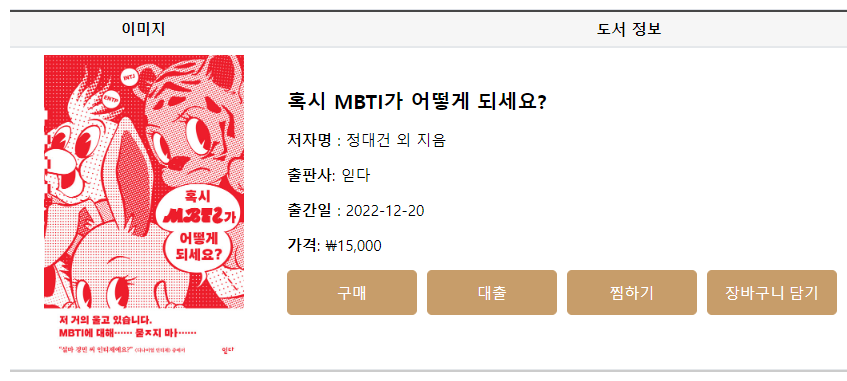 이미지
도서 정보
INTJ
ENTP
혹시
MBTI가
어떻게
되세요?
저 거의 울고 있습니다.
MBTI에 대해…… 묻ㅈ지 마ㅏ……
혹시 MBTI가 어떻게 되세요?
저자명 : 정대건 외 지음
출판사: 읻다
출간일 : 2022-12-20
가격: ₩15,000
구매
대출
찜하기
장바구니 담기